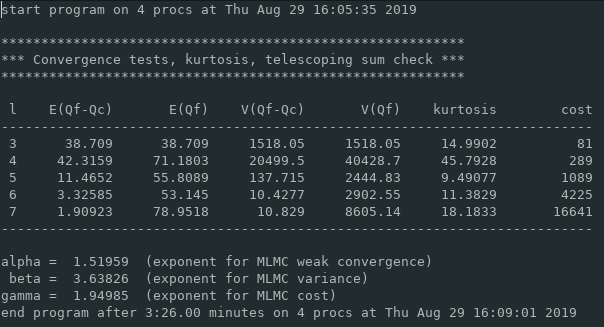 start program on 4 procs at Thu Aug 29 16:05:35 2019
**********************************************************
*** Convergence tests, kurtosis, telescoping sum check ***
**********************************************************
l E(Qf-Qc) E(Qf) V(Qf-Qc) V(Qf) kurtosis cost
--------------------------------------------------------------------------
3 38.709 38.709 1518.05 1518.05 14.9902 81
4 42.3159 71.1803 20499.5 40428.7 45.7928 289
5 11.4652 55.8089 137.715 2444.83 9.49077 1089
6 3.32585 53.145 10.4277 2902.55 11.3829 4225
7 1.90923 78.9518 10.829 8605.14 18.1833 16641
--------------------------------------------------------------------------
alpha = 1.51959 (exponent for MLMC weak convergence)
beta = 3.63826 (exponent for MLMC variance)
gamma = 1.94985 (exponent for MLMC cost)
end program after 3:26.00 minutes on 4 procs at Thu Aug 29 16:09:01 2019